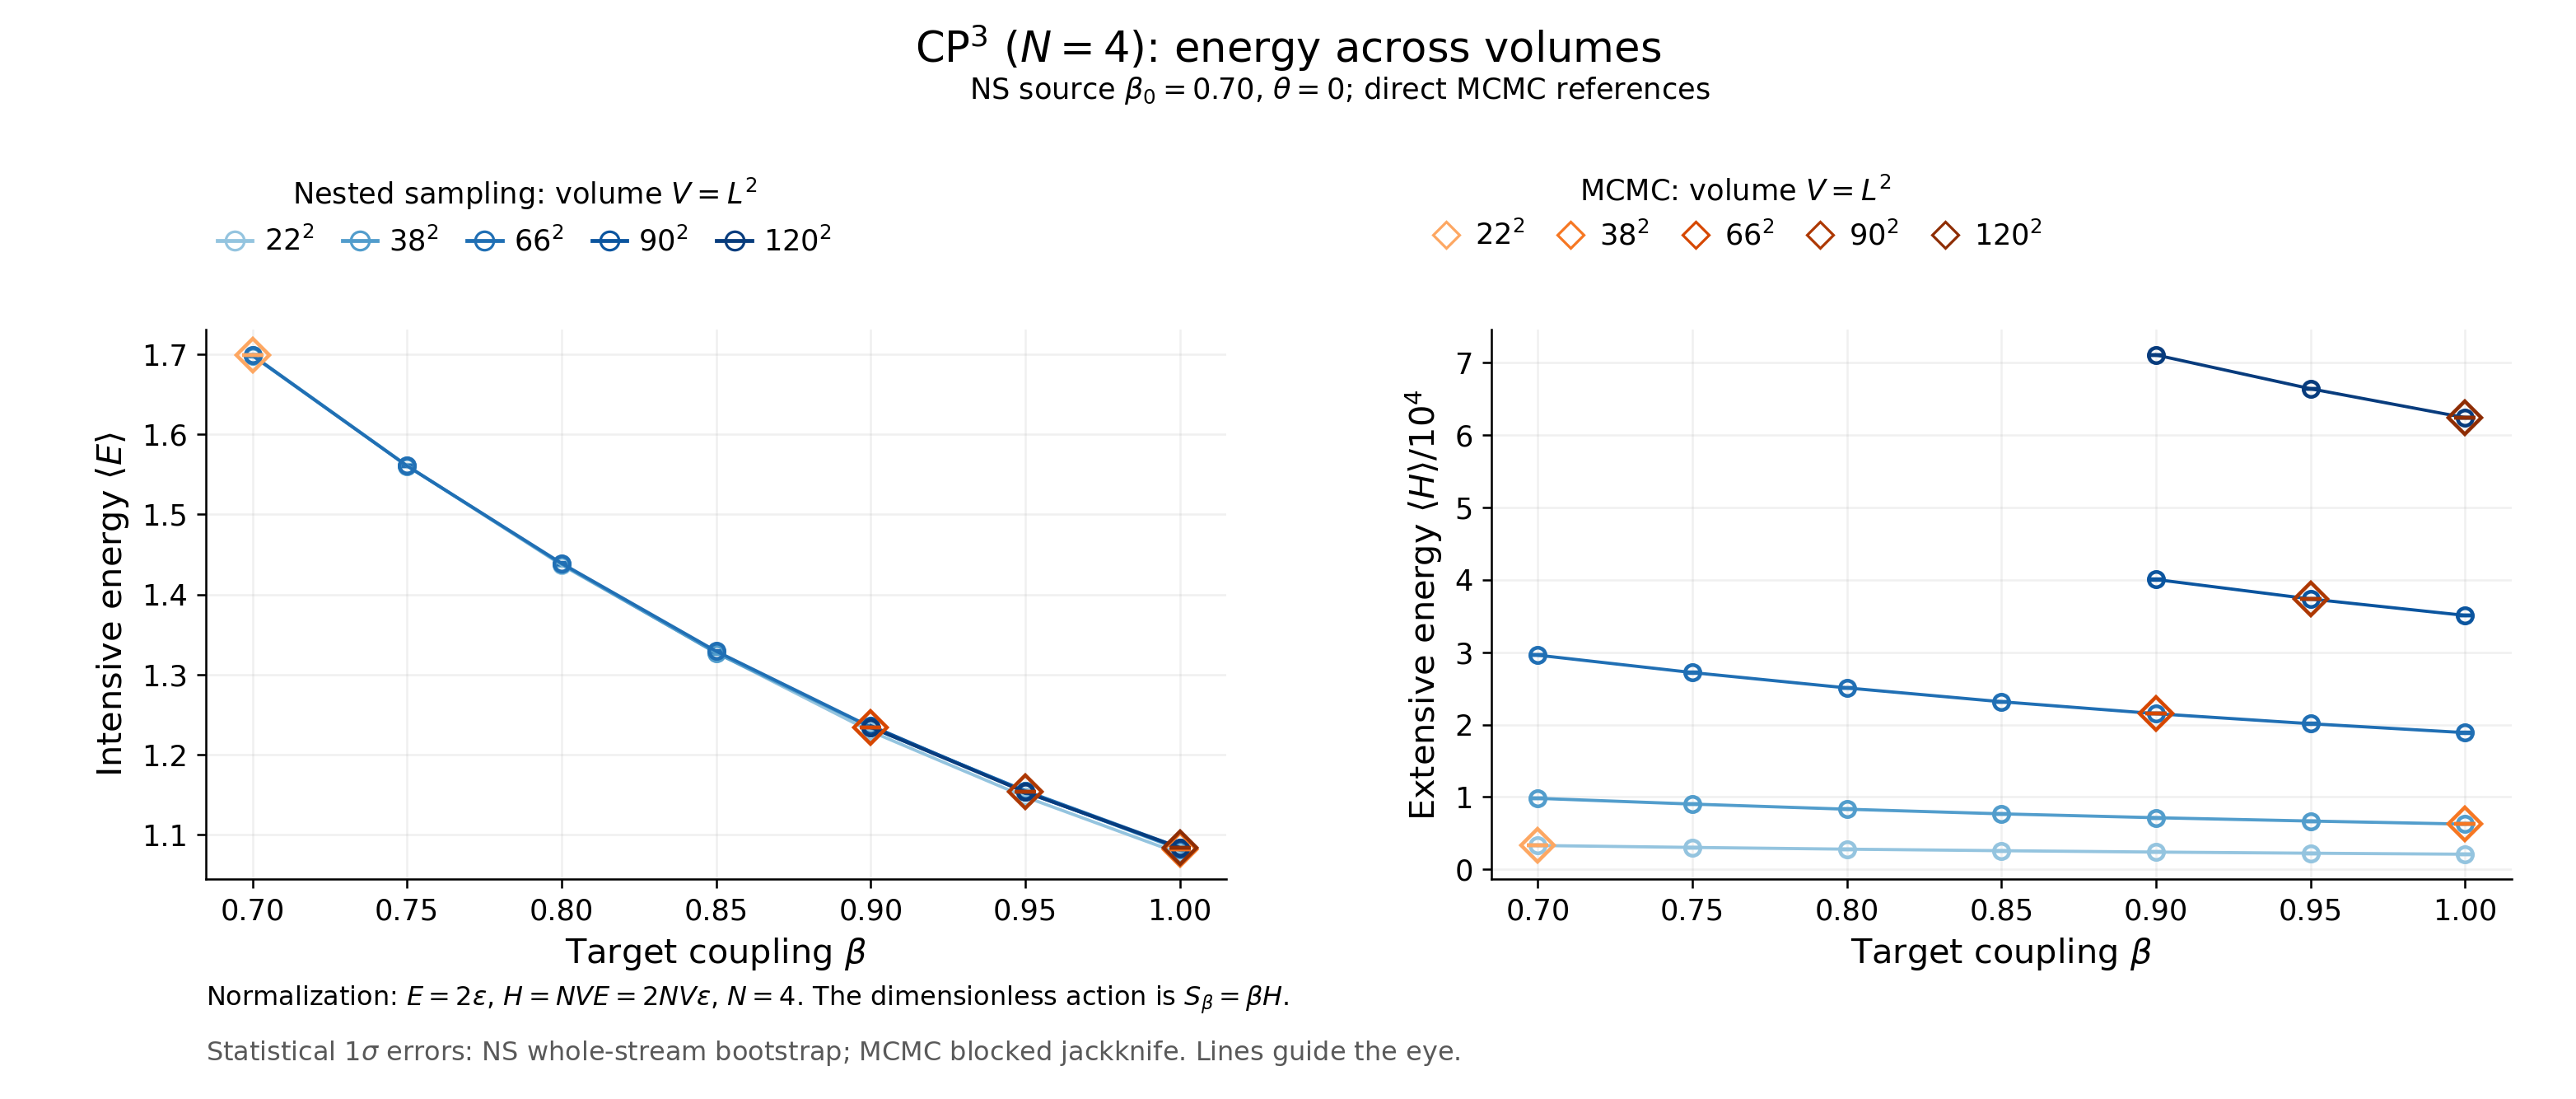 CP³ (N = 4): energy across volumes
NS source β₀ = 0.70, θ = 0; direct MCMC references
Nested sampling: volume V = L²
22² 38² 66² 90² 120²
MCMC: volume V = L²
22² 38² 66² 90² 120²
Intensive energy ⟨E⟩
1.7
1.6
1.5
1.4
1.3
1.2
1.1
0.70 0.75 0.80 0.85 0.90 0.95 1.00
Target coupling β
Extensive energy ⟨H⟩/10⁴
7
6
5
4
3
2
1
0
0.70 0.75 0.80 0.85 0.90 0.95 1.00
Target coupling β
Normalization: E = 2ε, H = NVE = 2NVε, N = 4. The dimensionless action is S_β = βH.
Statistical 1σ errors: NS whole-stream bootstrap; MCMC blocked jackknife. Lines guide the eye.